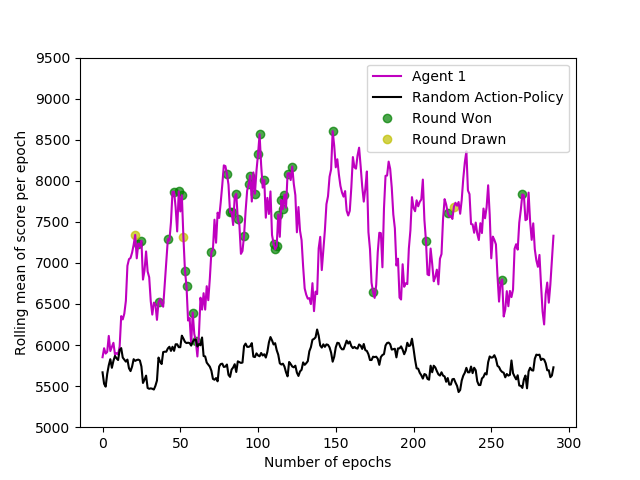 9500
9000
8500
8000
7500
7000
6500
6000
5500
5000
Rolling mean of score per epoch
Agent 1
Random Action-Policy
Round Won
Round Drawn
0 50 100 150 200 250 300
Number of epochs